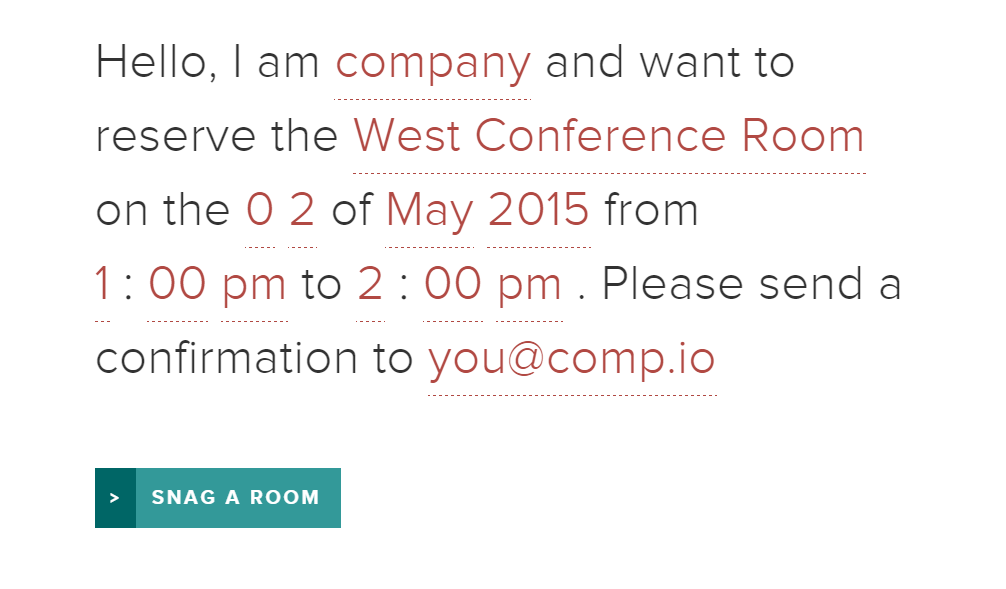 Hello, I am company and want to
reserve the West Conference Room
on the 0 2 of May 2015 from
1 : 00 pm to 2 : 00 pm . Please send a
confirmation to you@comp.io
> SNAG A ROOM